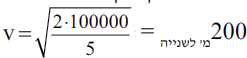 v = √(2·100000 / 5) = 200 מ' לשנייה